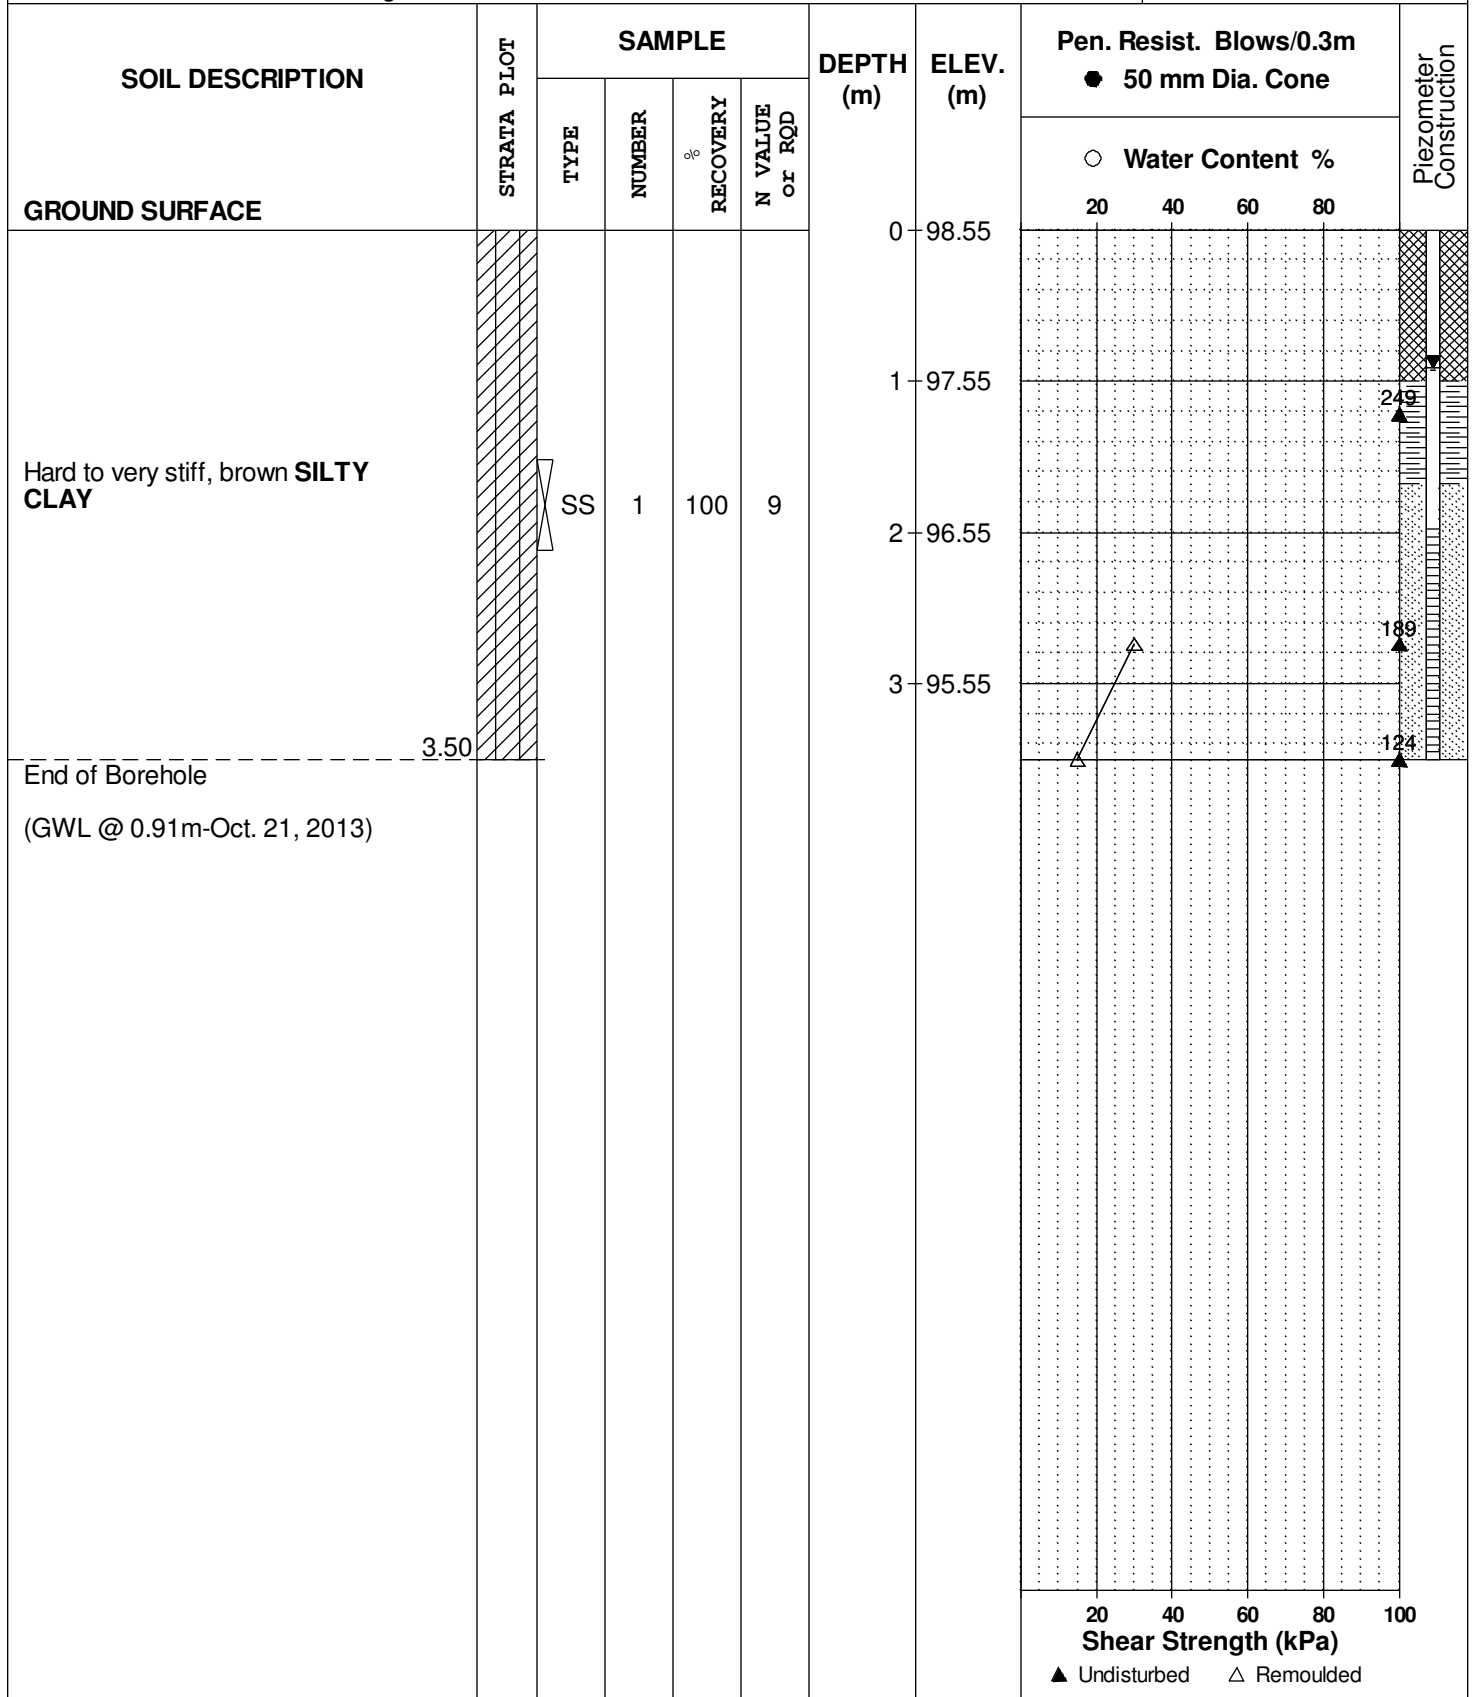 SOIL DESCRIPTION
GROUND SURFACE
STRATA PLOT
SAMPLE
TYPE
NUMBER
%
RECOVERY
N VALUE
or RQD
DEPTH
(m)
ELEV.
(m)
Pen. Resist. Blows/0.3m
● 50 mm Dia. Cone
○ Water Content %
20 40 60 80
Piezometer
Construction
0 98.55
1 97.55
249
Hard to very stiff, brown SILTY
CLAY
SS 1 100 9
2 96.55
189
3 95.55
3.50
124
End of Borehole
(GWL @ 0.91m-Oct. 21, 2013)
20 40 60 80 100
Shear Strength (kPa)
▲ Undisturbed △ Remoulded